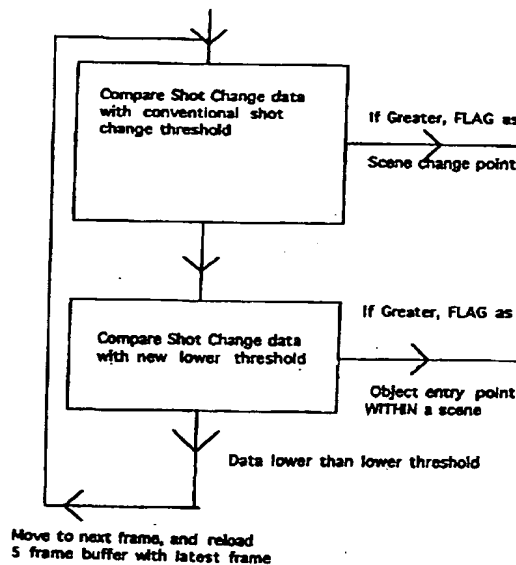 Compare Shot Change data
with conventional shot
change threshold
If Greater, FLAG as
Scene change point
Compare Shot Change data
with new lower threshold
If Greater, FLAG as
Object entry point
WITHIN a scene
Data lower than lower threshold
Move to next frame, and reload
5 frame buffer with latest frame